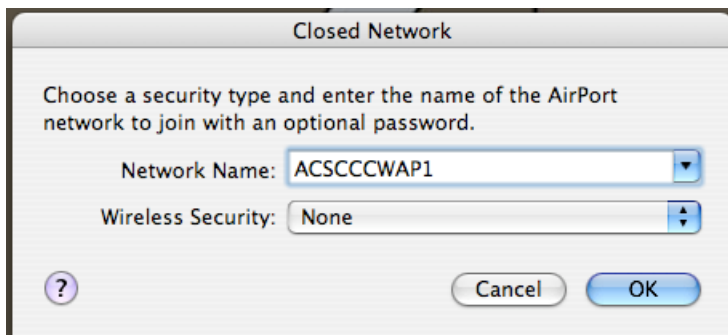 Closed Network
Choose a security type and enter the name of the AirPort
network to join with an optional password.
Network Name: ACSCCCWAP1
Wireless Security: None
? Cancel OK